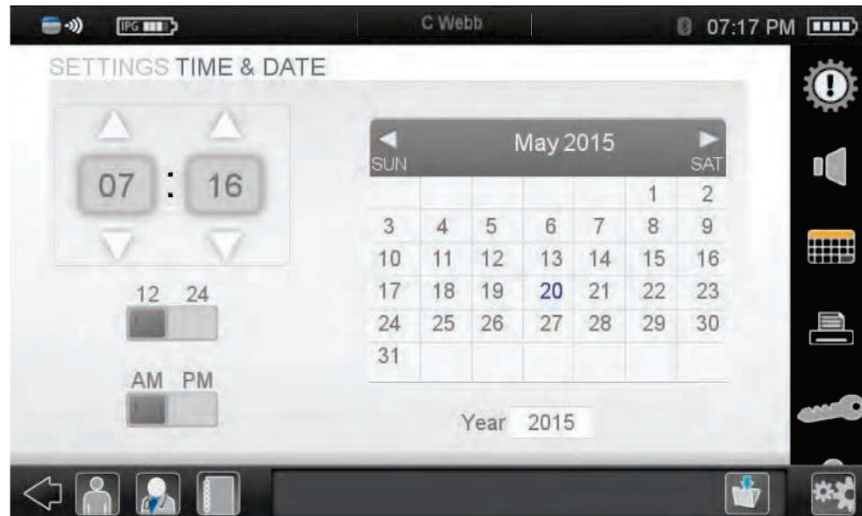 IPG C Webb 07:17 PM
SETTINGS TIME & DATE
May 2015
SUN SAT
07 : 16
1 2
3 4 5 6 7 8 9
10 11 12 13 14 15 16
12 24
17 18 19 20 21 22 23
24 25 26 27 28 29 30
31
AM PM
Year 2015